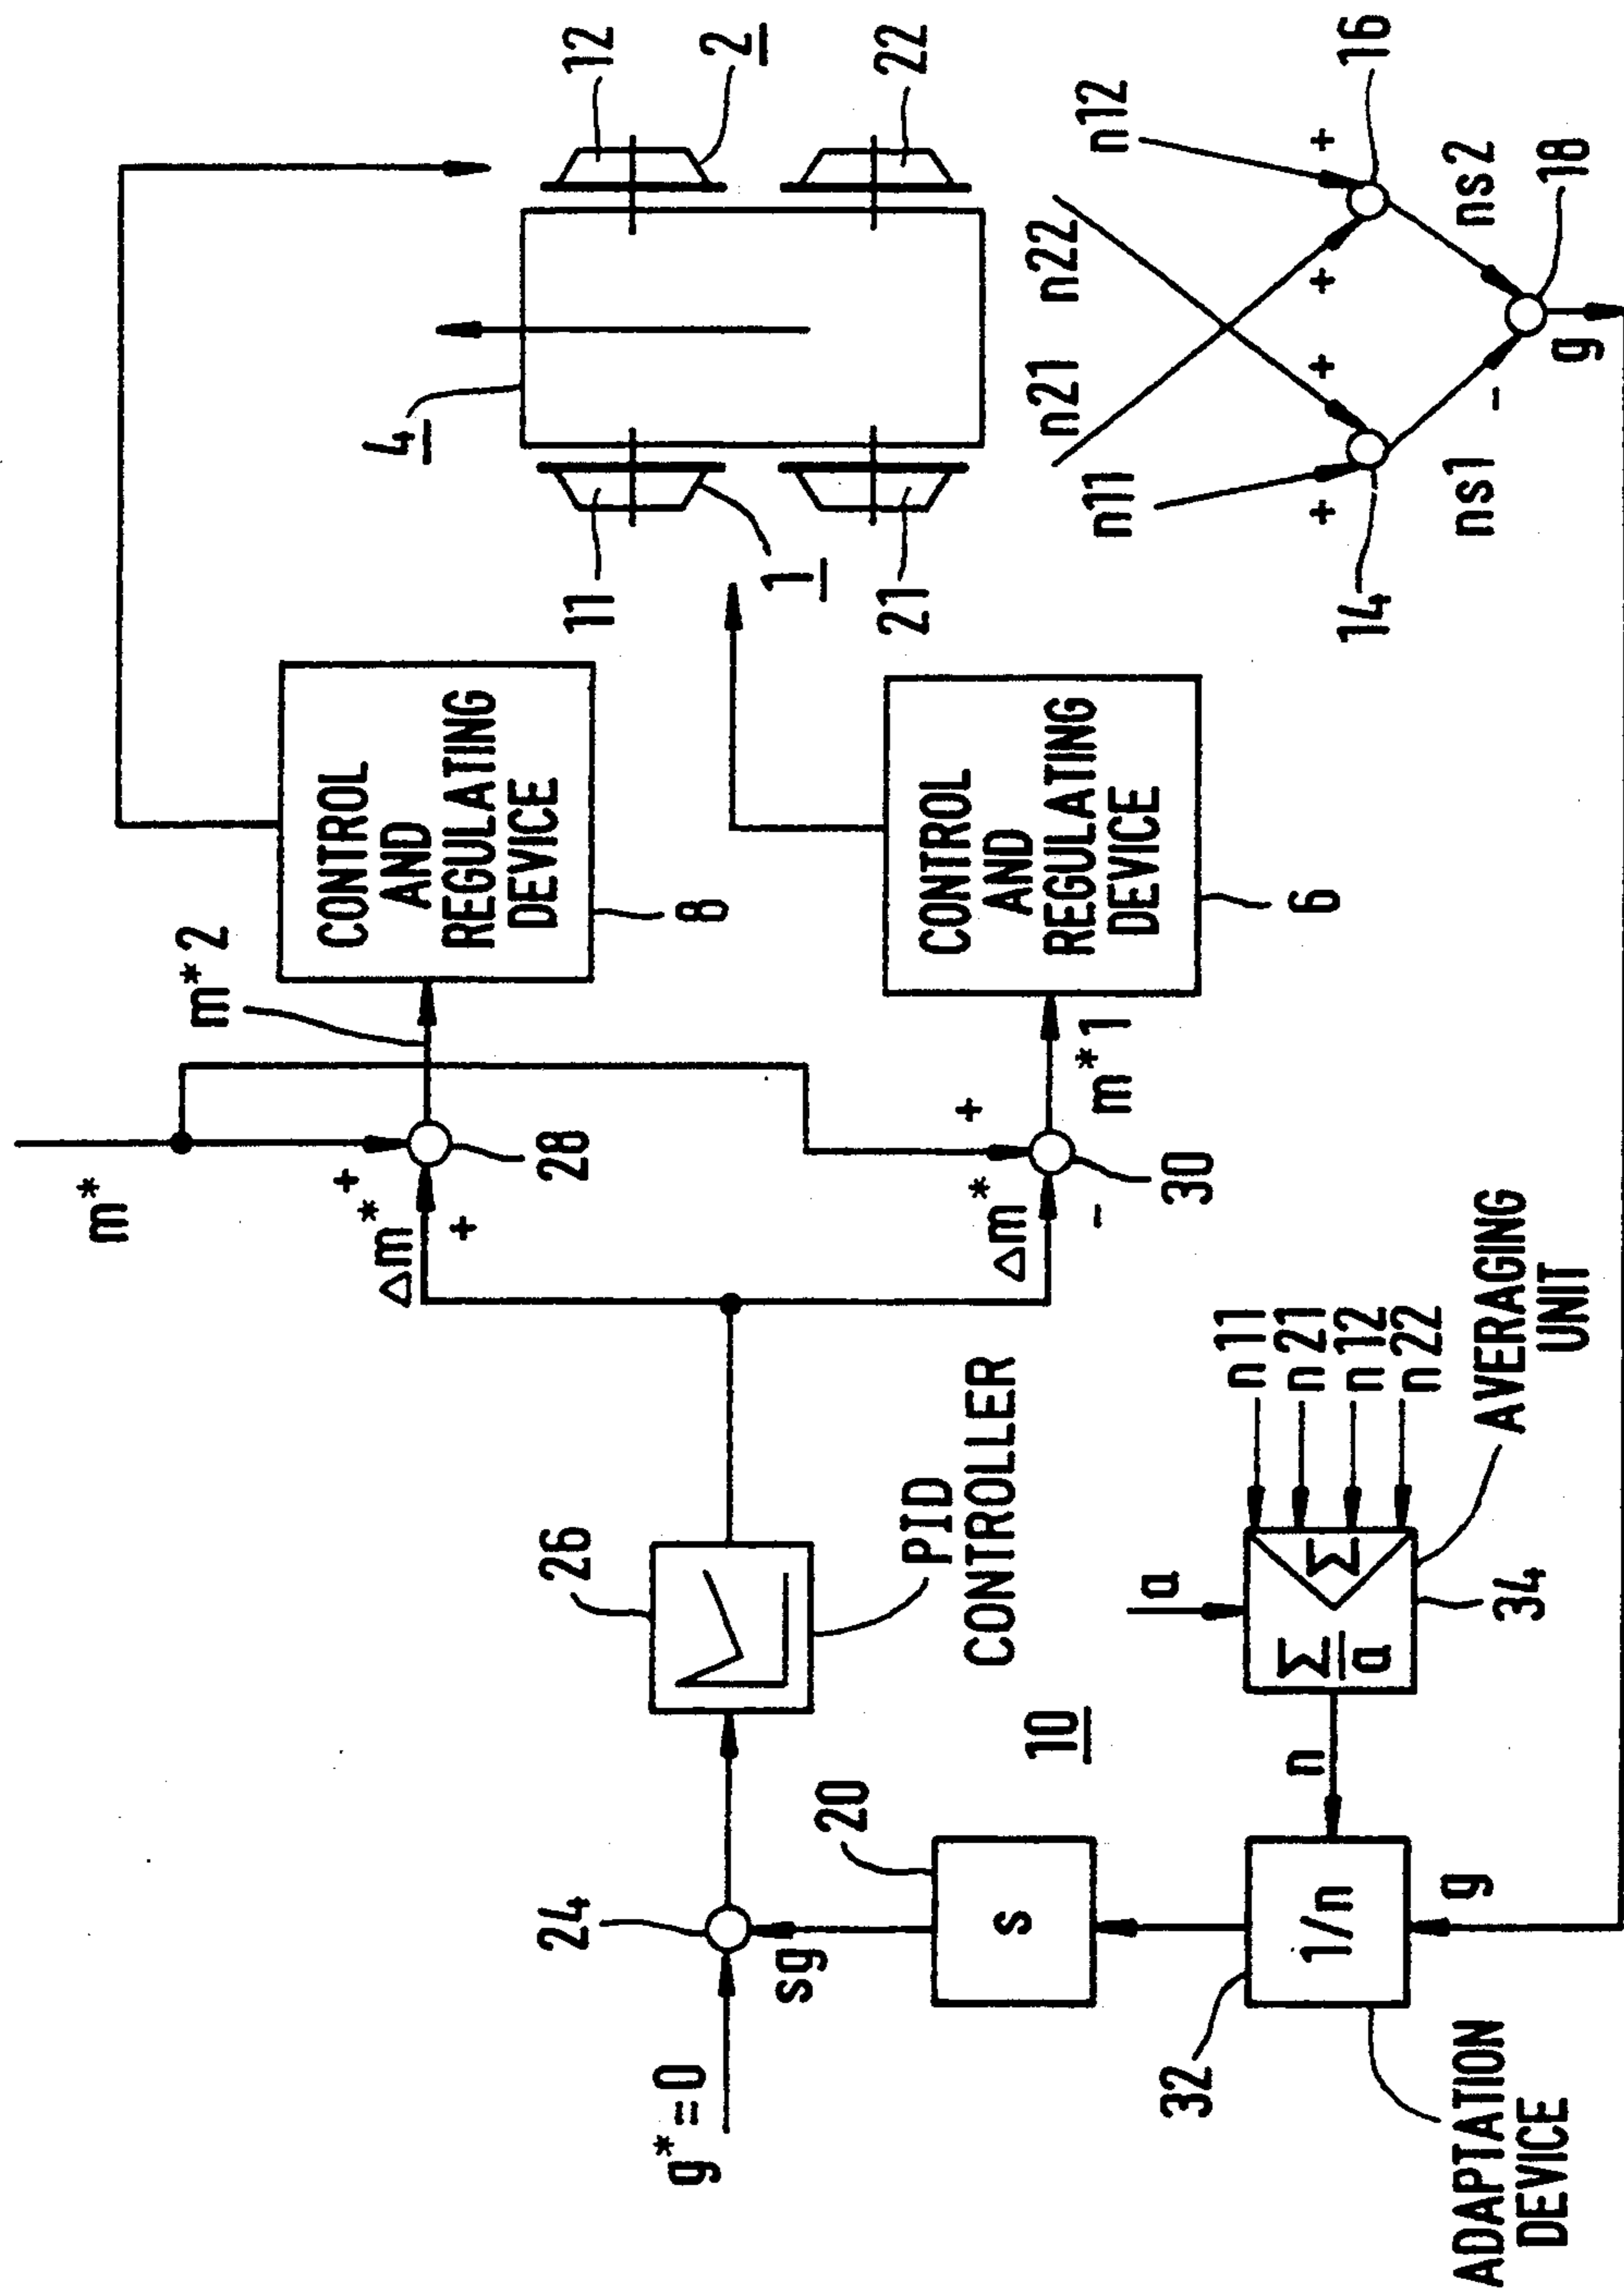 m*
m*2
+
Δm*
+
28
CONTROL
AND
REGULATING
DEVICE
8
12
2
4
22
11
1
21
g*=0
24
sg
26
PID
CONTROLLER
Δm*
-
+
30
m*1
CONTROL
AND
REGULATING
DEVICE
6
20
s
10
32
1/n
ADAPTATION
DEVICE
g
n
a
Σ
Σ/a
34
n11
n21
n12
n22
AVERAGING
UNIT
n11
n21
n22
n12
+
+
+
+
14
16
ns1
ns2
-
18
g